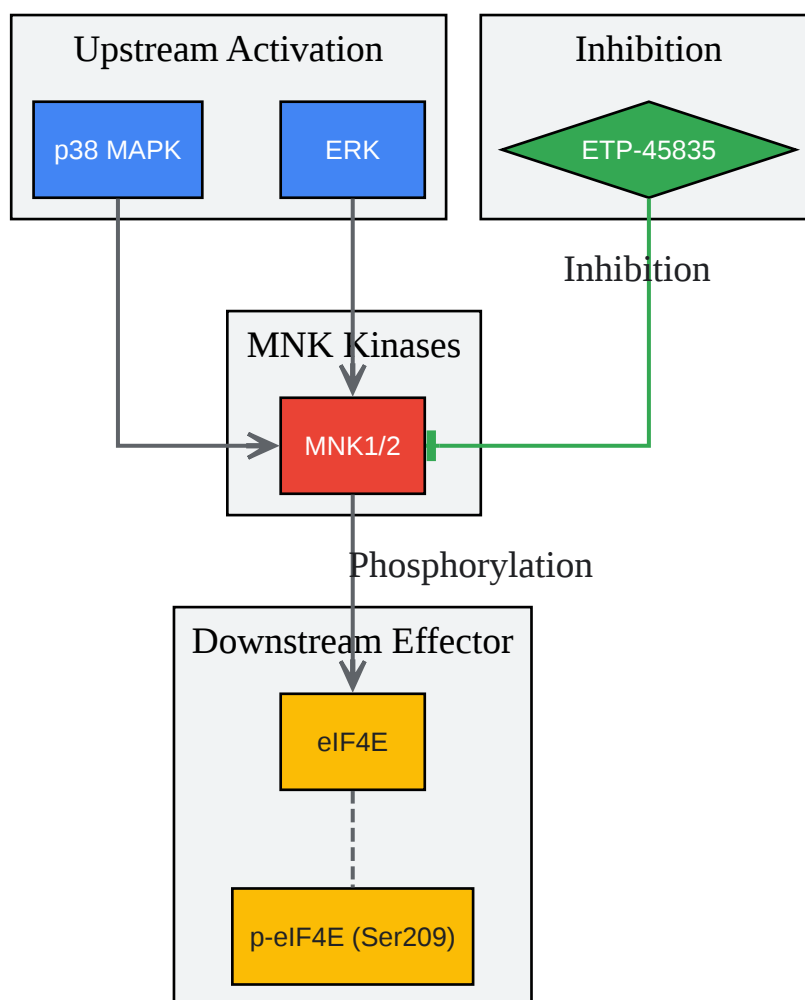 Upstream Activation
Inhibition
p38 MAPK
ERK
ETP-45835
Inhibition
MNK Kinases
MNK1/2
Phosphorylation
Downstream Effector
eIF4E
p-eIF4E (Ser209)